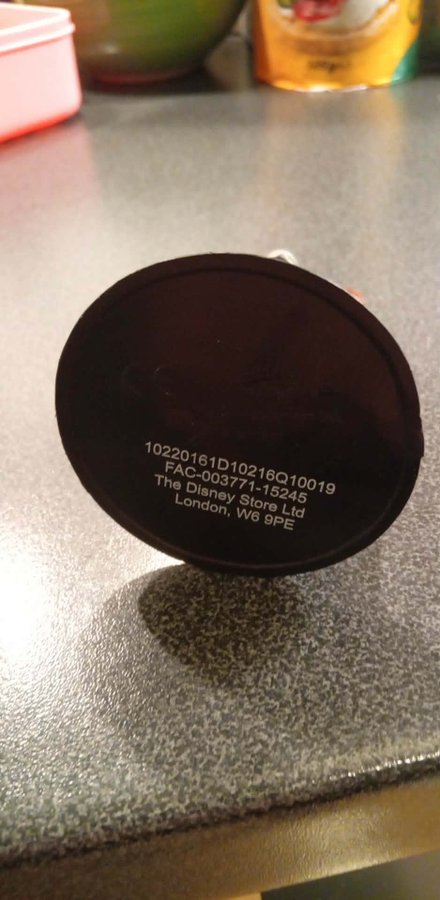 10220161D10216Q10019
FAC-003771-15245
The Disney Store Ltd
London, W6 9PE